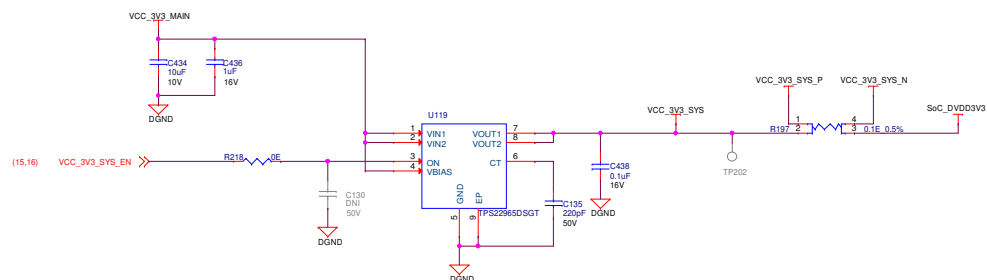 VCC_3V3_MAIN
C434
10uF
10V
C436
1uF
16V
DGND
U119
VCC_3V3_SYS
VCC_3V3_SYS_P
VCC_3V3_SYS_N
SoC_DVDD3V3
1 VIN1 VOUT1 7
2 VIN2 VOUT2 8
3 ON CT 6
4 VBIAS
GND EP
5 9
TPS22965DSGT
R197
1 4
2 3
0.1E_0.5%
(15,16) VCC_3V3_SYS_EN
R218 0E
C130
DNI
50V
DGND
C438
0.1uF
16V
DGND
TP202
C135
220pF
50V
DGND